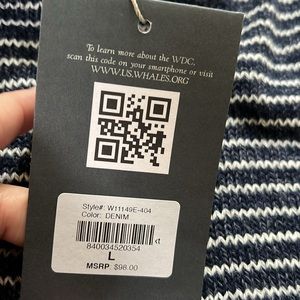 To learn more about the WDC,
scan this code on your smartphone or visit
WWW.US.WHALES.ORG
Style#: W11149E-404
Color: DENIM
xt
840034520354
L
MSRP $98.00